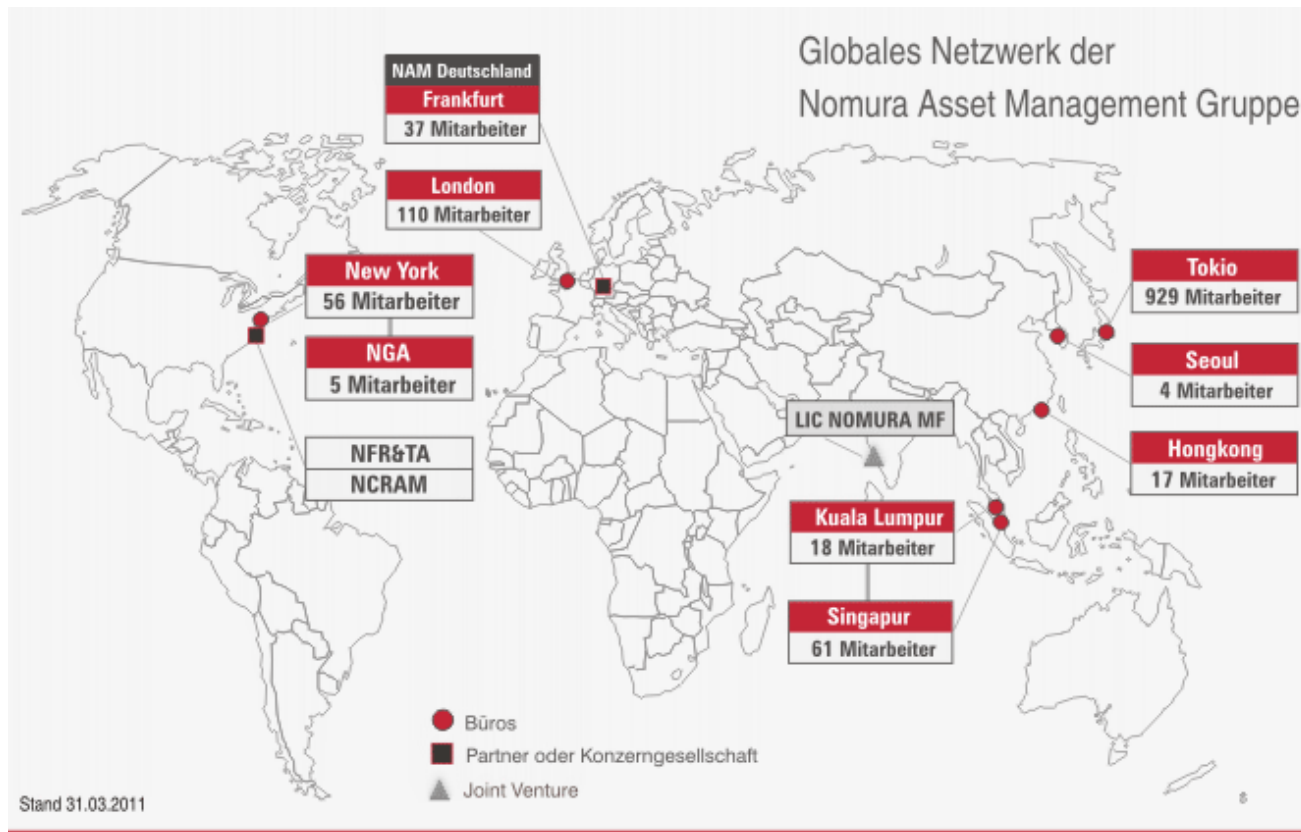 Globales Netzwerk der
Nomura Asset Management Gruppe
NAM Deutschland
Frankfurt
37 Mitarbeiter
London
110 Mitarbeiter
New York
56 Mitarbeiter
NGA
5 Mitarbeiter
NFR&TA
NCRAM
Tokio
929 Mitarbeiter
Seoul
4 Mitarbeiter
Hongkong
17 Mitarbeiter
LIC NOMURA MF
Kuala Lumpur
18 Mitarbeiter
Singapur
61 Mitarbeiter
Büros
Partner oder Konzerngesellschaft
Joint Venture
Stand 31.03.2011